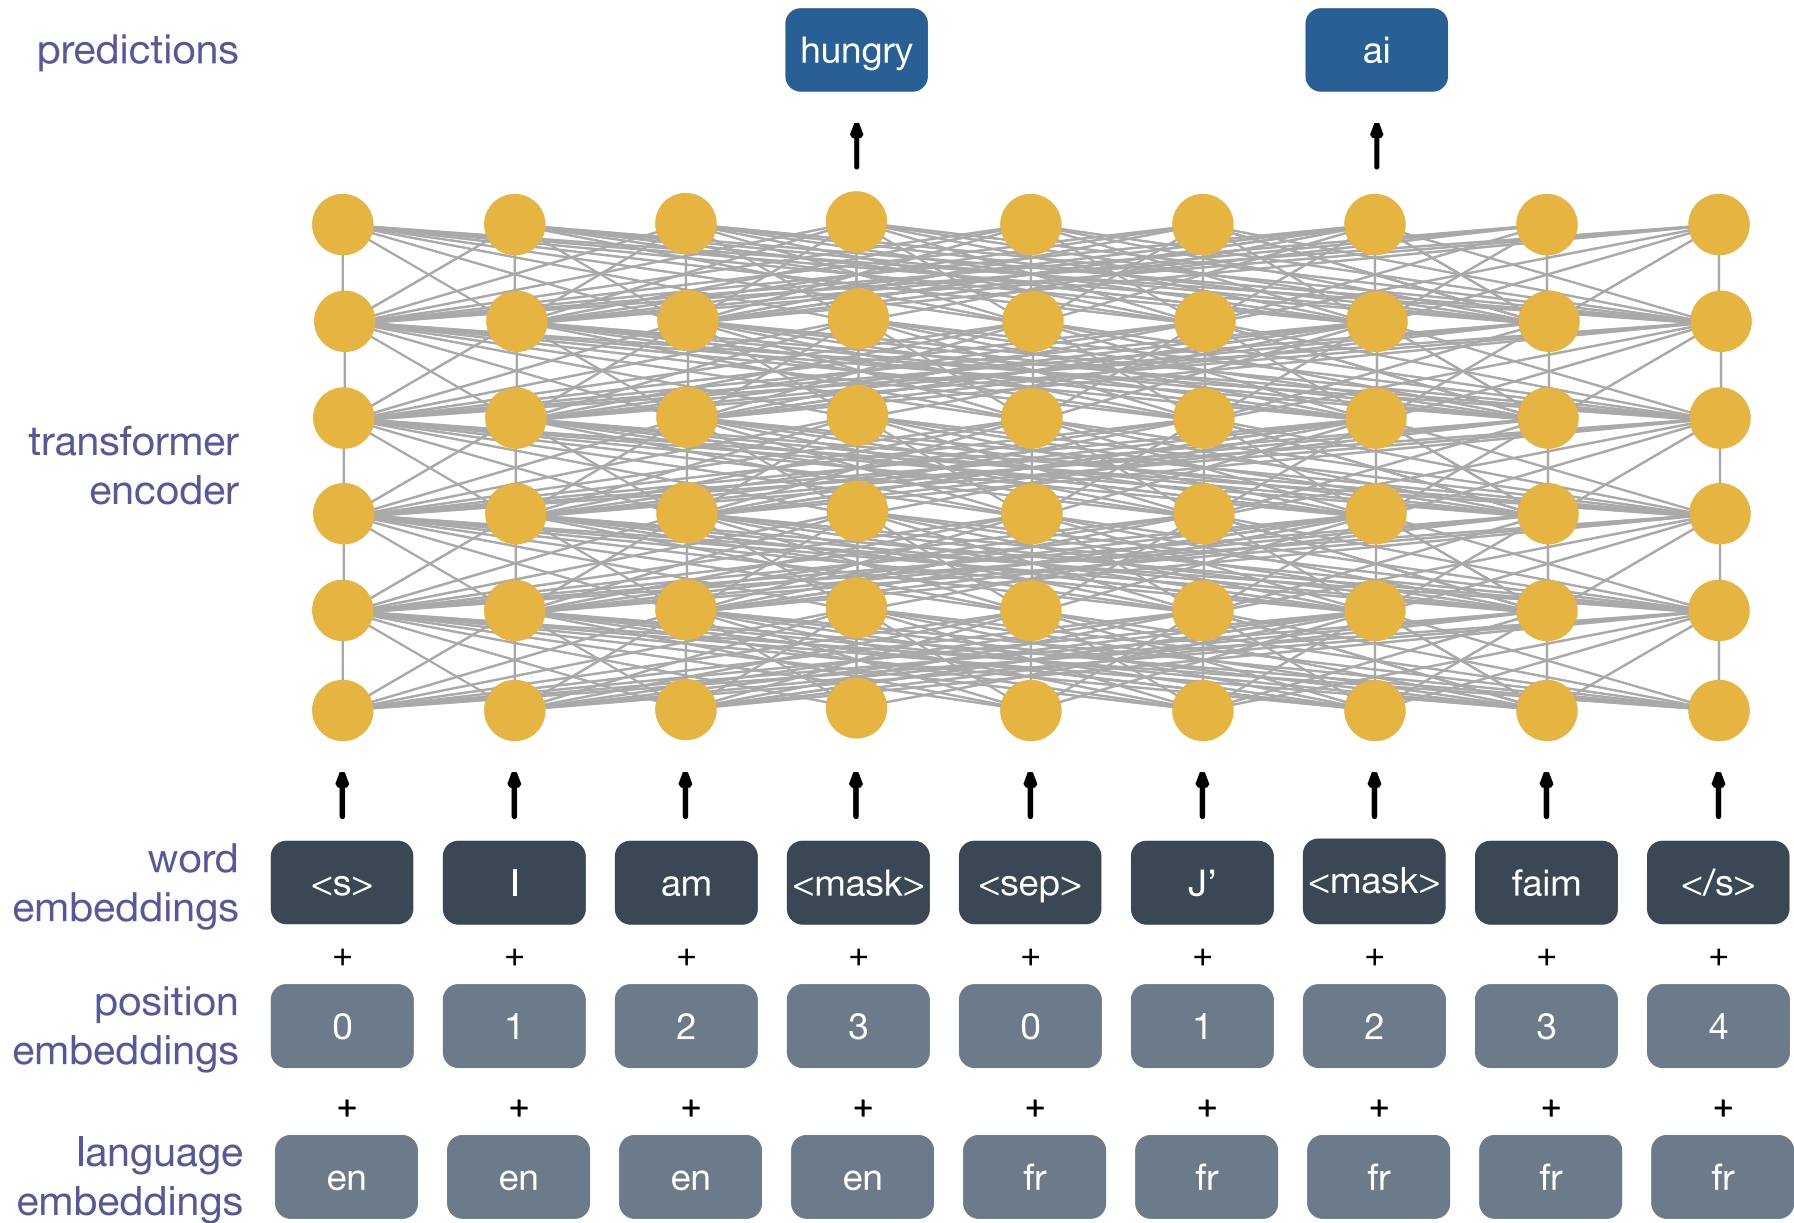 predictions hungry ai
transformer
encoder
word
embeddings <s> I am <mask> <sep> J’ <mask> faim </s>
+ + + + + + + + +
position
embeddings 0 1 2 3 0 1 2 3 4
+ + + + + + + + +
language
embeddings en en en en fr fr fr fr fr